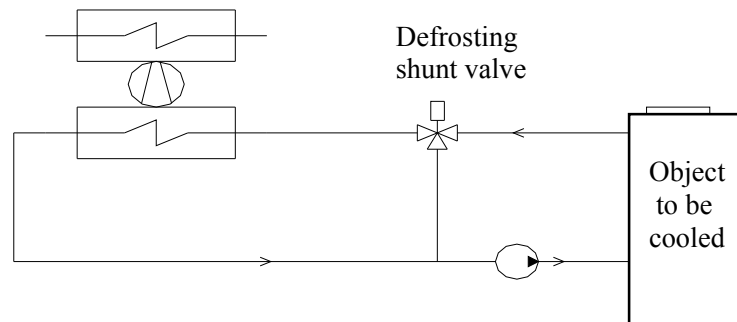 Defrosting
shunt valve
Object
to be
cooled